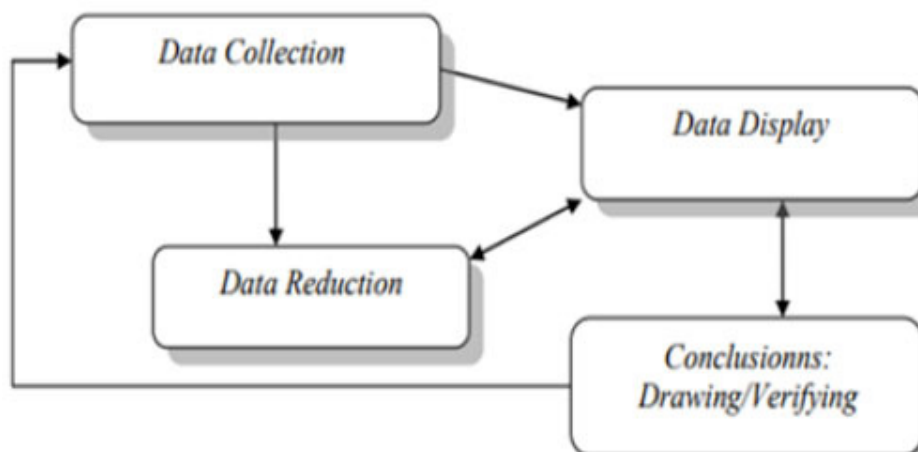 Data Collection
Data Display
Data Reduction
Conclusionns:
Drawing/Verifying